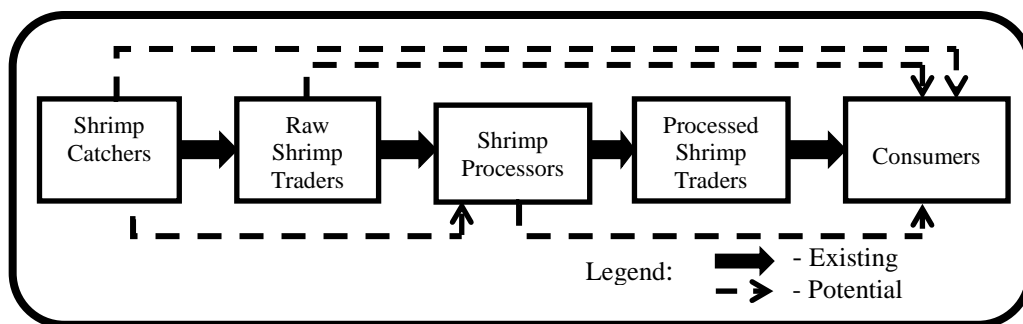 Shrimp
Catchers
Raw
Shrimp
Traders
Shrimp
Processors
Processed
Shrimp
Traders
Consumers
Legend:
- Existing
- Potential